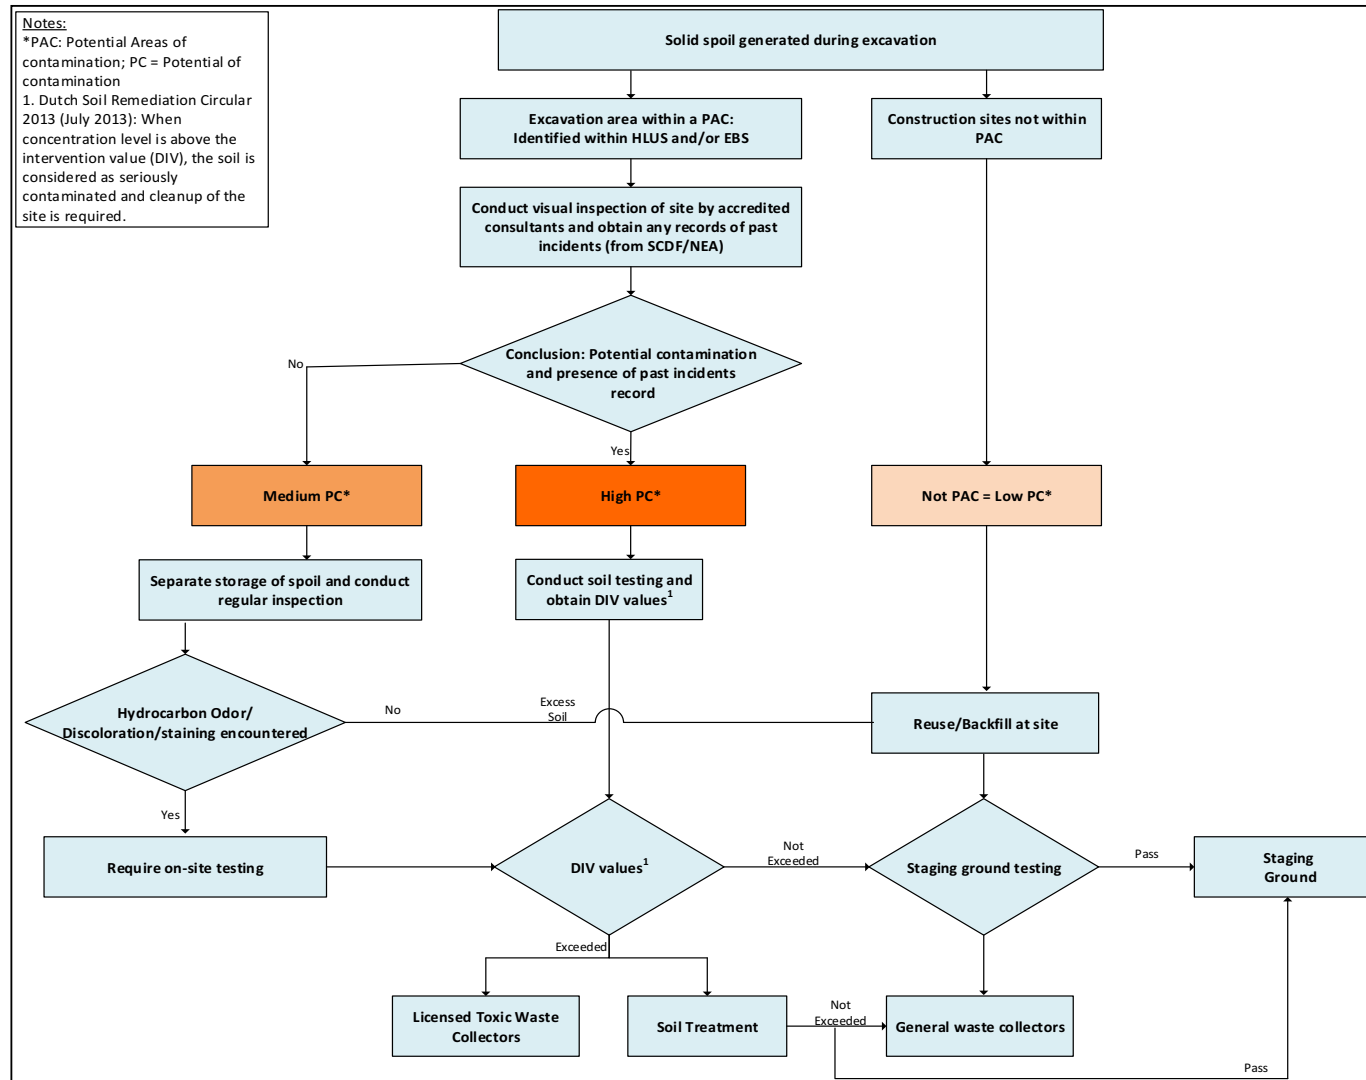 Notes:
*PAC: Potential Areas of
contamination; PC = Potential of
contamination
1. Dutch Soil Remediation Circular
2013 (July 2013): When
concentration level is above the
intervention value (DIV), the soil is
considered as seriously
contaminated and cleanup of the
site is required.
Solid spoil generated during excavation
Excavation area within a PAC:
Identified within HLUS and/or EBS
Construction sites not within
PAC
Conduct visual inspection of site by accredited
consultants and obtain any records of past
incidents (from SCDF/NEA)
Conclusion: Potential contamination
and presence of past incidents
record
No
Yes
Medium PC*
High PC*
Not PAC = Low PC*
Separate storage of spoil and conduct
regular inspection
Conduct soil testing and
obtain DIV values1
Hydrocarbon Odor/
Discoloration/staining encountered
No
Excess
Soil
Reuse/Backfill at site
Yes
Require on-site testing
DIV values1
Not
Exceeded
Staging ground testing
Pass
Staging
Ground
Exceeded
Licensed Toxic Waste
Collectors
Soil Treatment
Not
Exceeded
General waste collectors
Pass